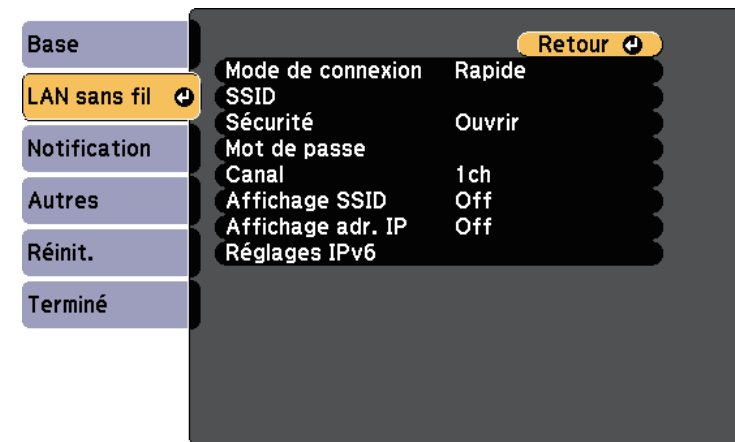 Base
LAN sans fil
Notification
Autres
Réinit.
Terminé
Retour
Mode de connexion Rapide
SSID
Sécurité Ouvrir
Mot de passe
Canal 1ch
Affichage SSID Off
Affichage adr. IP Off
Réglages IPv6